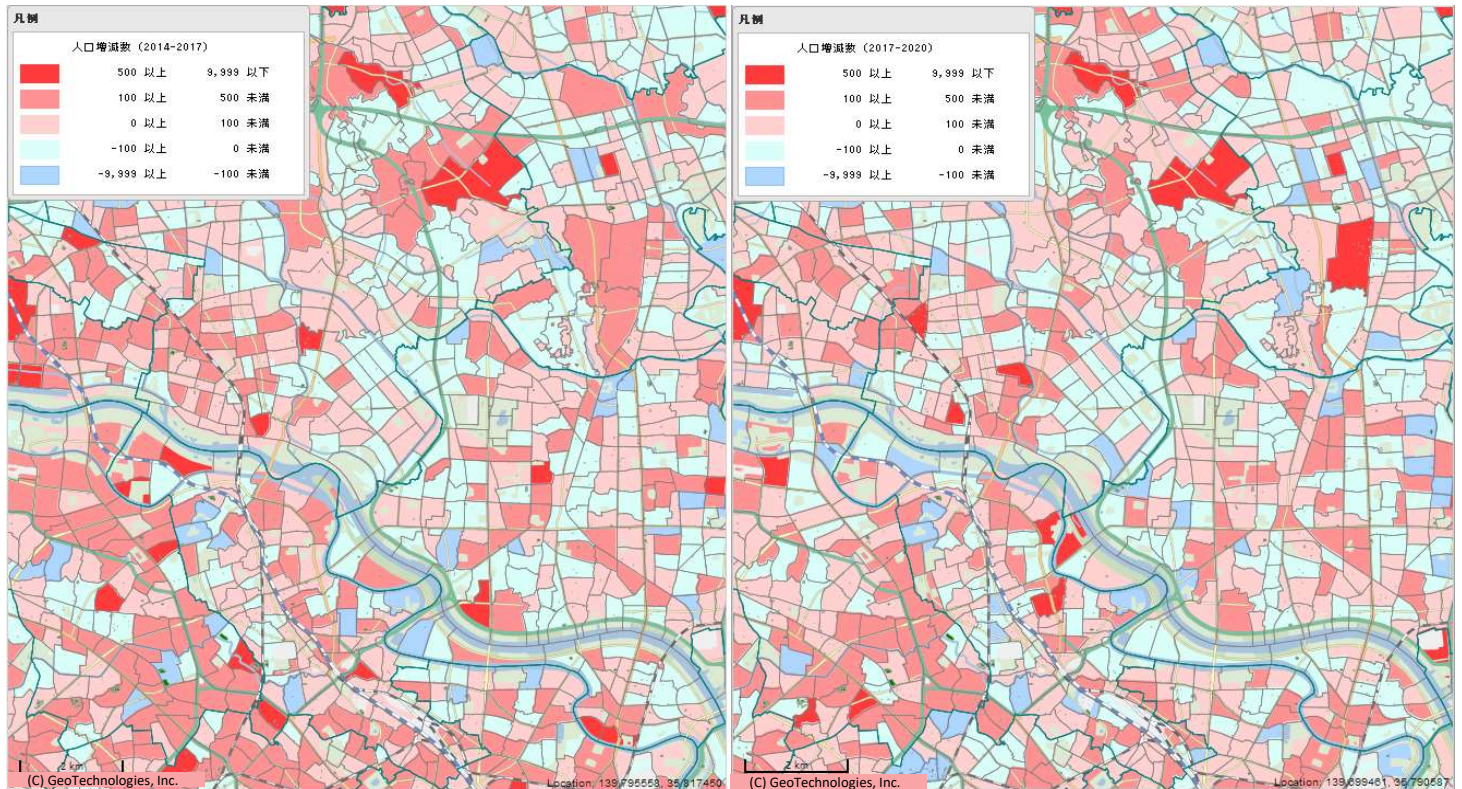 凡例
人口増減数 (2014-2017)
500 以上 9,999 以下
100 以上 500 未満
0 以上 100 未満
-100 以上 0 未満
-9,999 以上 -100 未満
2 km
(C) GeoTechnologies, Inc.
Location: 139.795558, 35.817450
凡例
人口増減数 (2017-2020)
500 以上 9,999 以下
100 以上 500 未満
0 以上 100 未満
-100 以上 0 未満
-9,999 以上 -100 未満
2 km
(C) GeoTechnologies, Inc.
Location: 139.699461, 35.790587